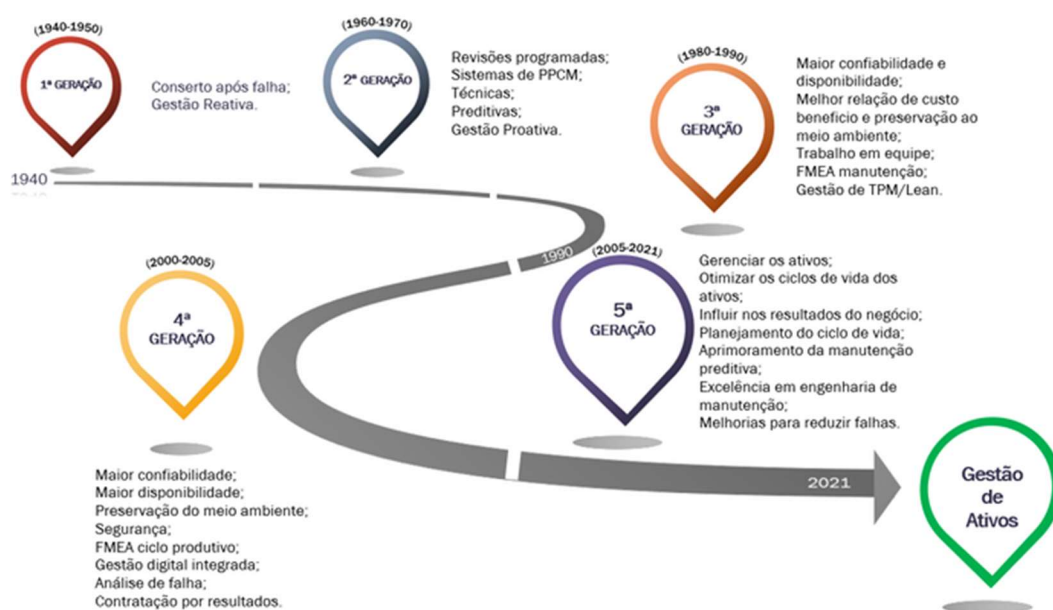 (1940-1950)
1ª GERAÇÃO
Conserto após falha;
Gestão Reativa.
(1960-1970)
2ª GERAÇÃO
Revisões programadas;
Sistemas de PPCM;
Técnicas;
Preditivas;
Gestão Proativa.
(1980-1990)
3ª
GERAÇÃO
Maior confiabilidade e
disponibilidade;
Melhor relação de custo
beneficio e preservação ao
meio ambiente;
Trabalho em equipe;
FMEA manutenção;
Gestão de TPM/Lean.
1940
1990
(2000-2005)
4ª
GERAÇÃO
Maior confiabilidade;
Maior disponibilidade;
Preservação do meio ambiente;
Segurança;
FMEA ciclo produtivo;
Gestão digital integrada;
Análise de falha;
Contratação por resultados.
(2005-2021)
5ª
GERAÇÃO
Gerenciar os ativos;
Otimizar os ciclos de vida dos
ativos;
Influir nos resultados do negócio;
Planejamento do ciclo de vida;
Aprimoramento da manutenção
preditiva;
Excelência em engenharia de
manutenção;
Melhorias para reduzir falhas.
2021
Gestão
de
Ativos